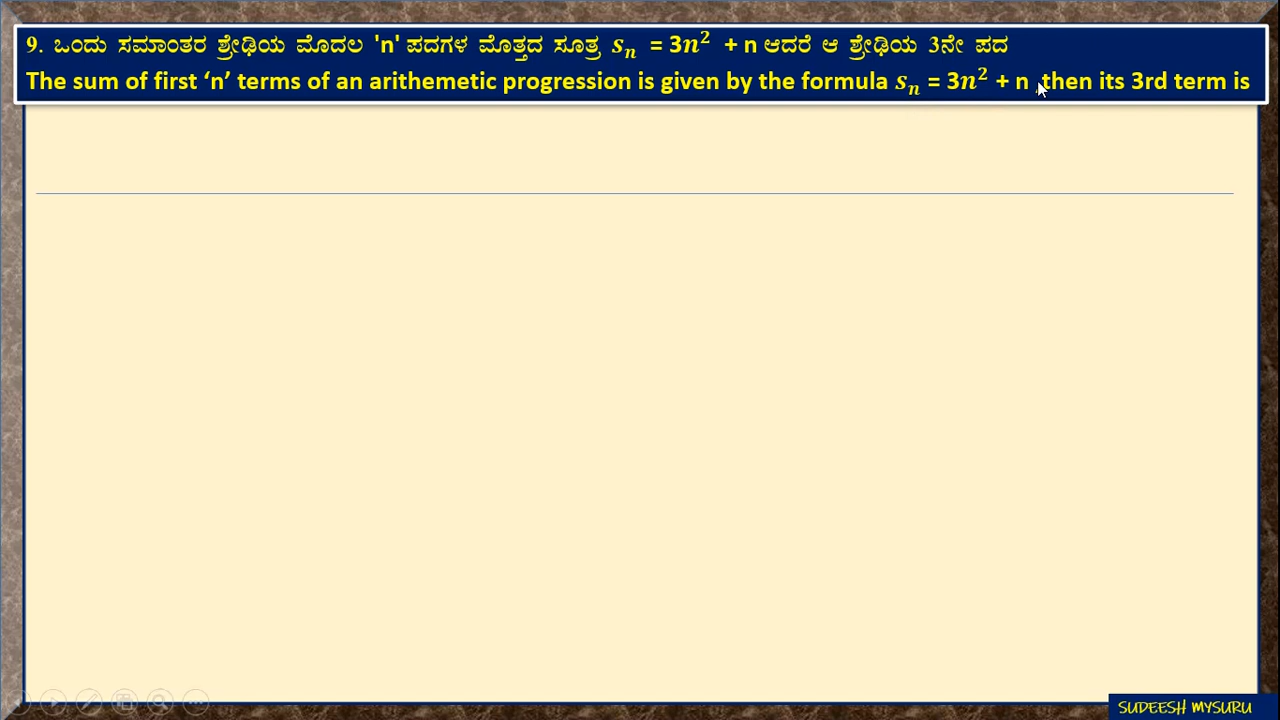 9. ಒಂದು ಸಮಾಂತರ ಶ್ರೇಢಿಯ ಮೊದಲ 'n' ಪದಗಳ ಮೊತ್ತದ ಸೂತ್ರ sₙ = 3n² + n ಆದರೆ ಆ ಶ್ರೇಢಿಯ 3ನೇ ಪದ
The sum of first ‘n’ terms of an arithemetic progression is given by the formula sₙ = 3n² + n ,then its 3rd term is
SUDEESH MYSURU